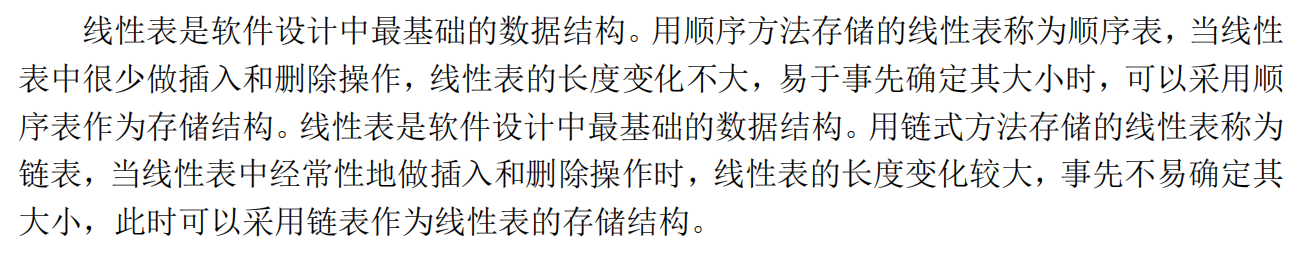 线性表是软件设计中最基础的数据结构。用顺序方法存储的线性表称为顺序表，当线性
表中很少做插入和删除操作，线性表的长度变化不大，易于事先确定其大小时，可以采用顺
序表作为存储结构。线性表是软件设计中最基础的数据结构。用链式方法存储的线性表称为
链表，当线性表中经常性地做插入和删除操作时，线性表的长度变化较大，事先不易确定其
大小，此时可以采用链表作为线性表的存储结构。